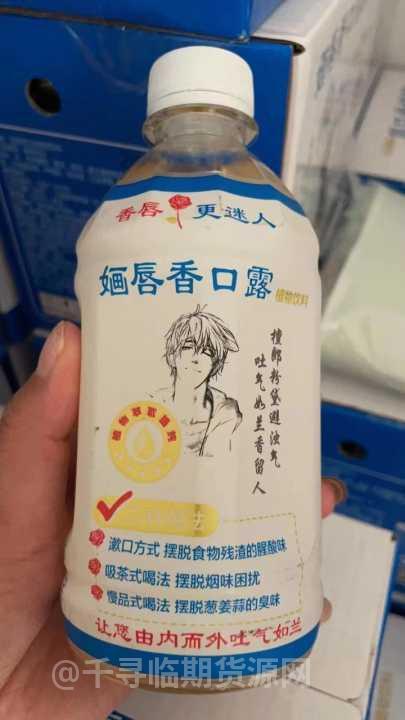 香唇 更迷人
婳唇香口露
植物饮料
檀郎粉黛避浊气
吐气如兰香留人
漱口方式 摆脱食物残渣的腥酸味
吸茶式喝法 摆脱烟味困扰
慢品式喝法 摆脱葱姜蒜的臭味
让您由内而外吐气如兰
@千寻临期货源网